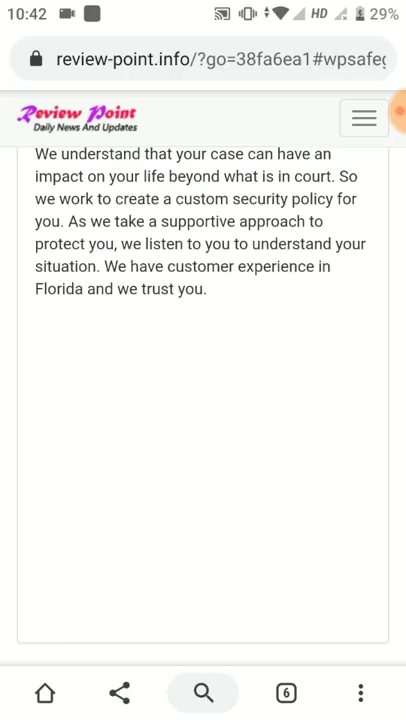 10:42
HD
29%
review-point.info/?go=38fa6ea1#wpsafeg
Review Point
Daily News And Updates
We understand that your case can have an
impact on your life beyond what is in court. So
we work to create a custom security policy for
you. As we take a supportive approach to
protect you, we listen to you to understand your
situation. We have customer experience in
Florida and we trust you.
6